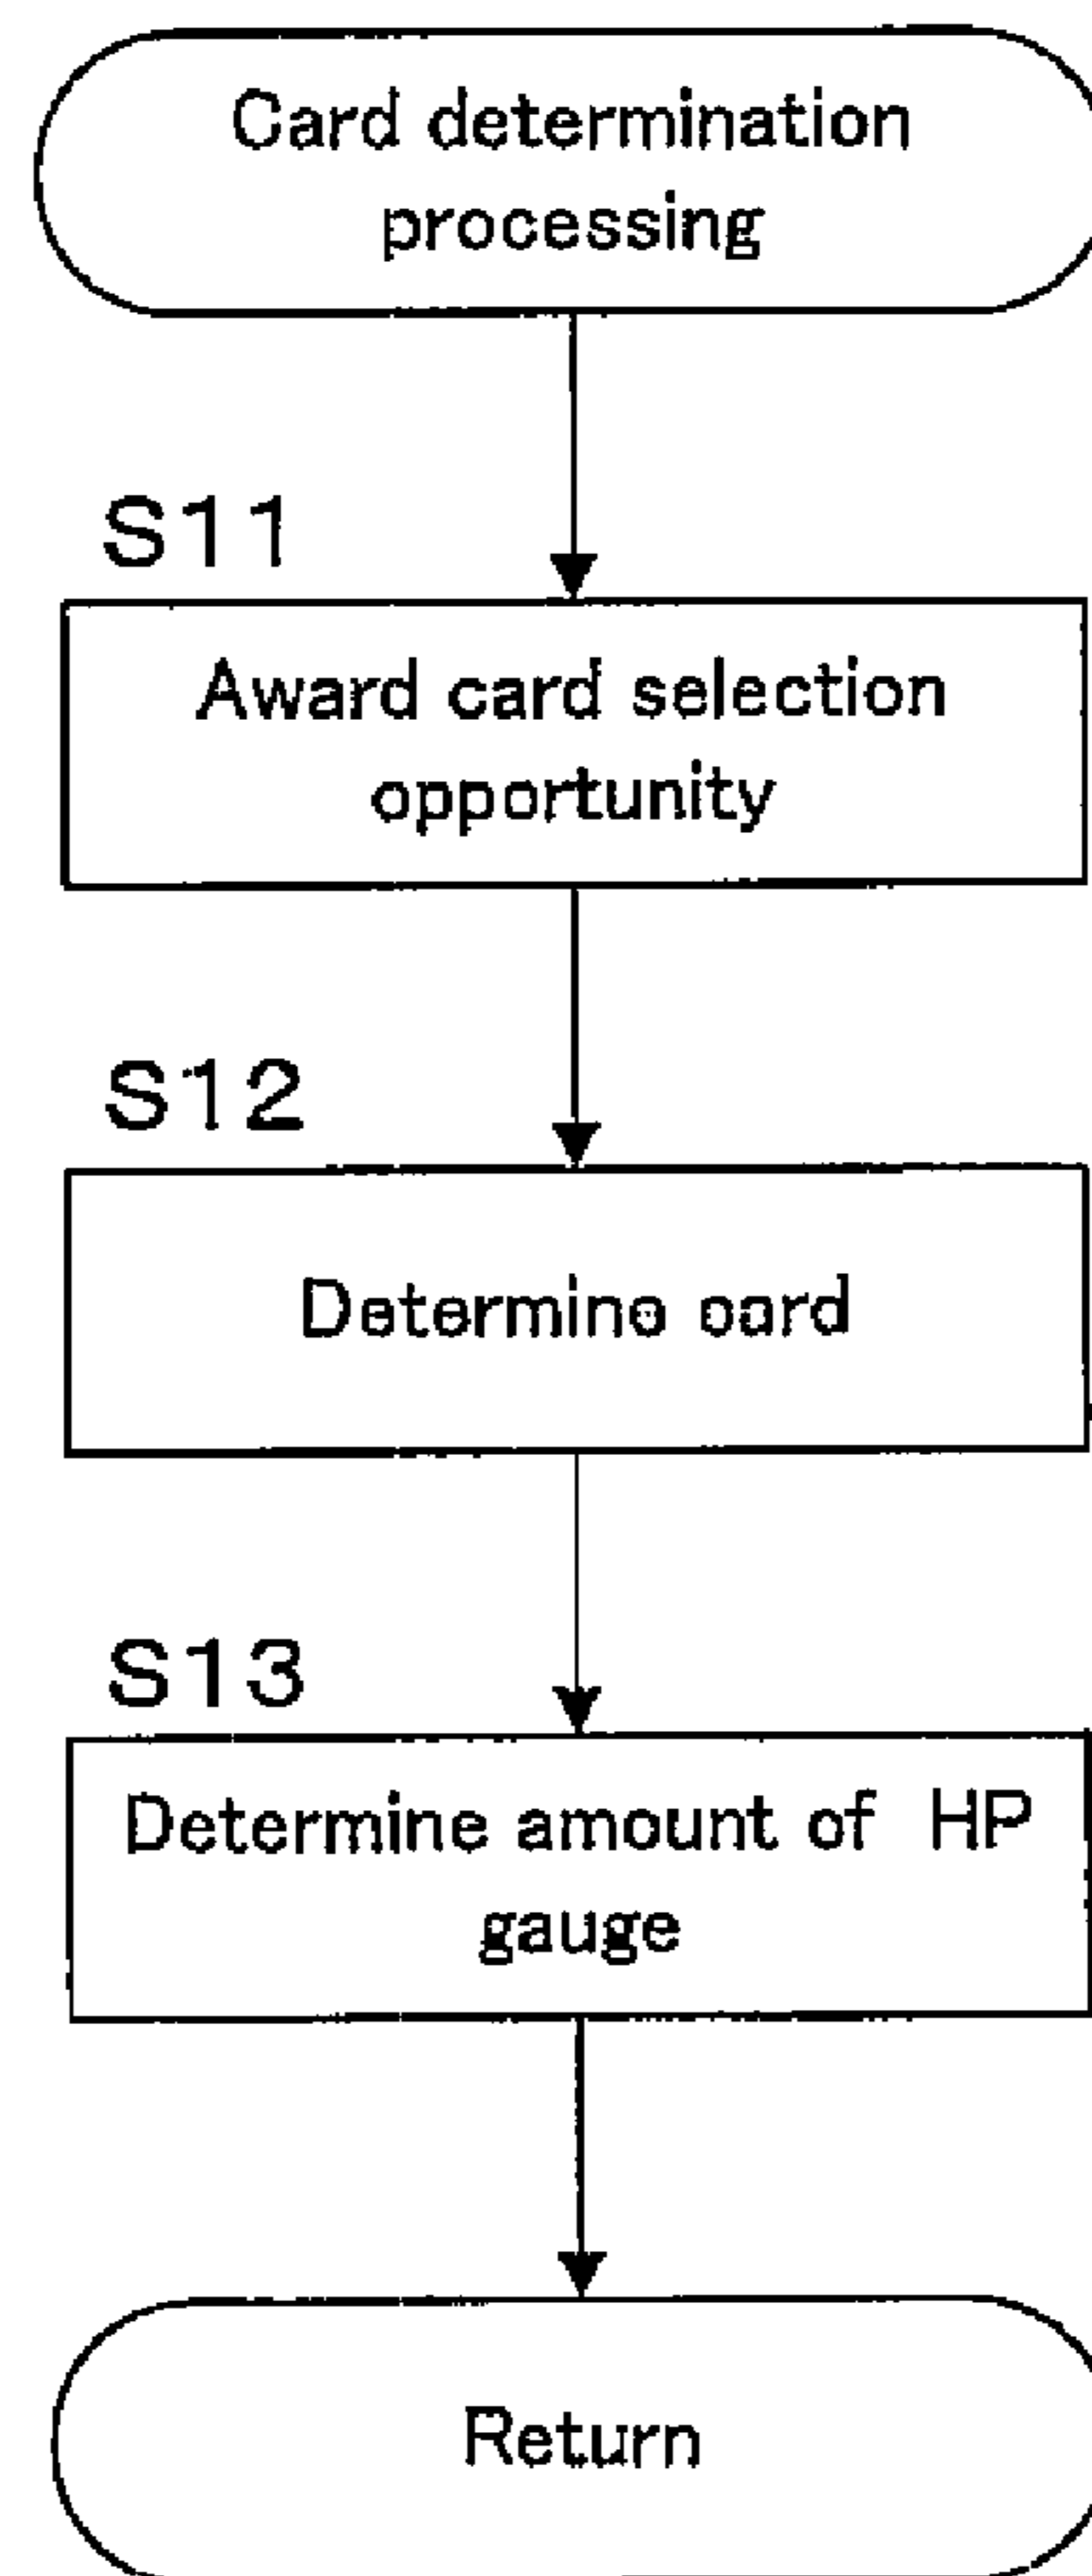 Card determination
processing
S11
Award card selection
opportunity
S12
Determine card
S13
Determine amount of HP
gauge
Return